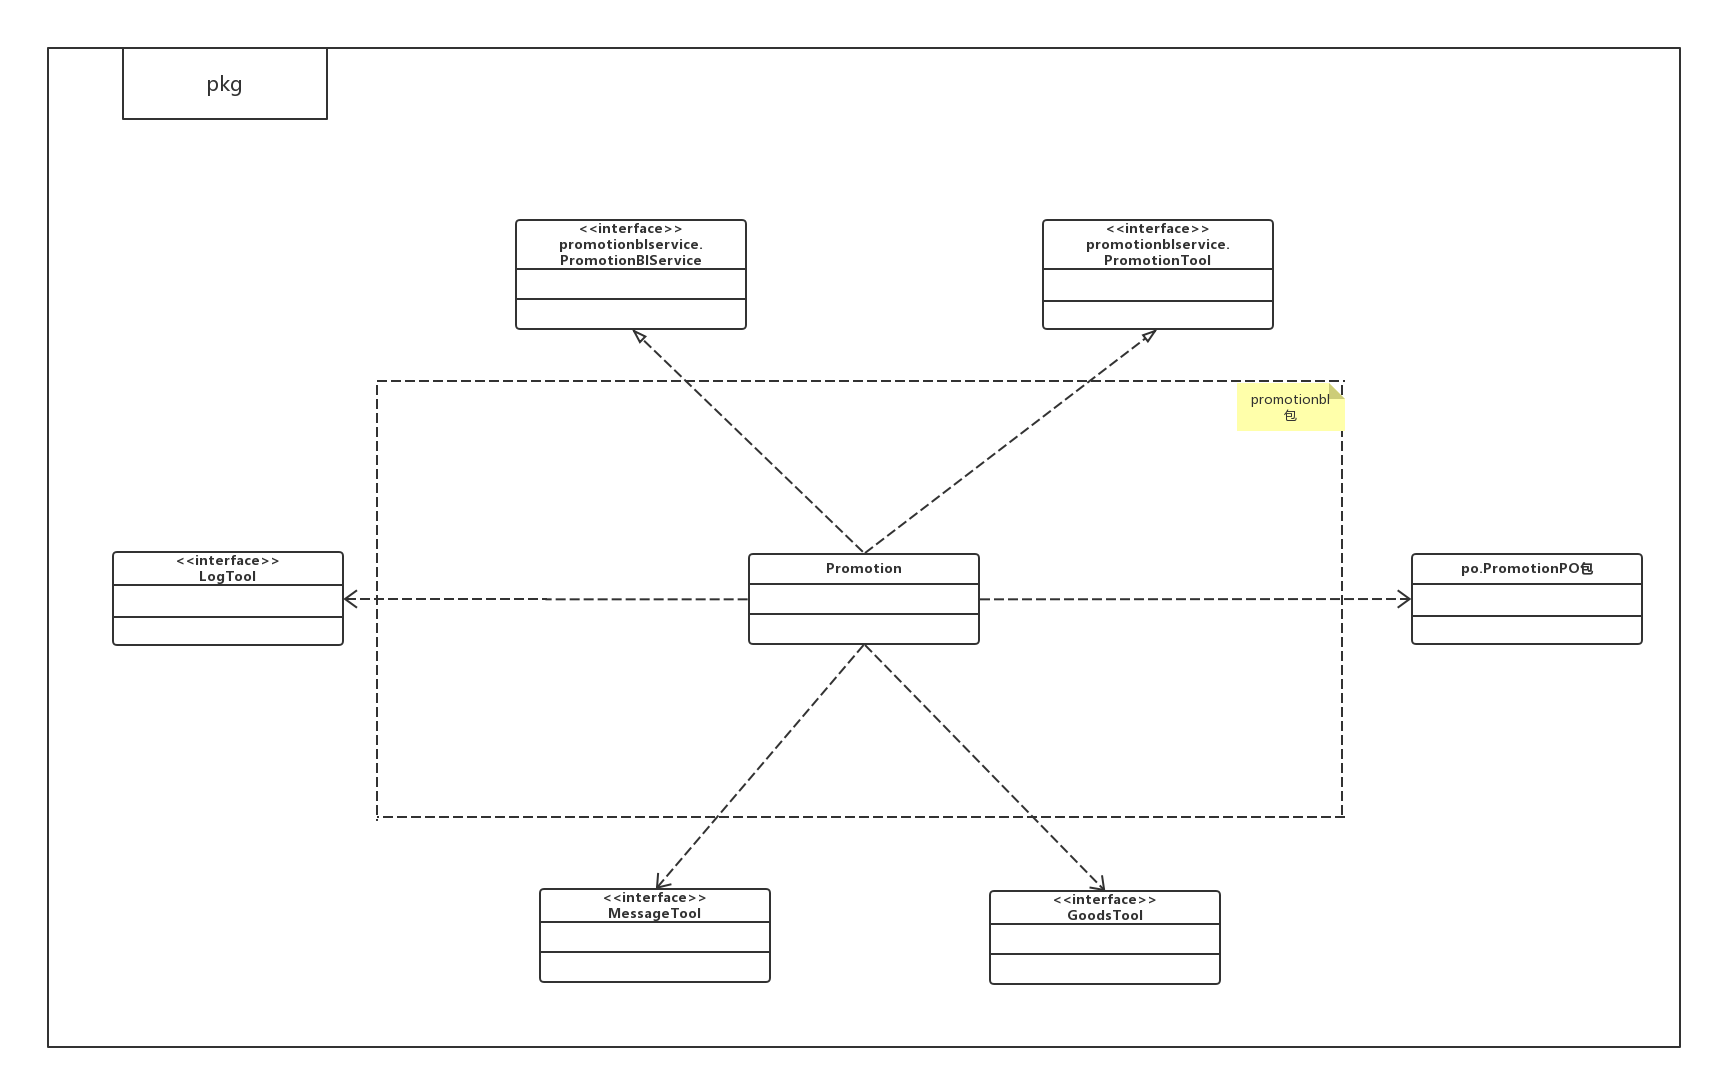 pkg
<<interface>>
promotionblservice.
PromotionBlService
<<interface>>
promotionblservice.
PromotionTool
promotionbl
包
<<interface>>
LogTool
Promotion
po.PromotionPO包
<<interface>>
MessageTool
<<interface>>
GoodsTool